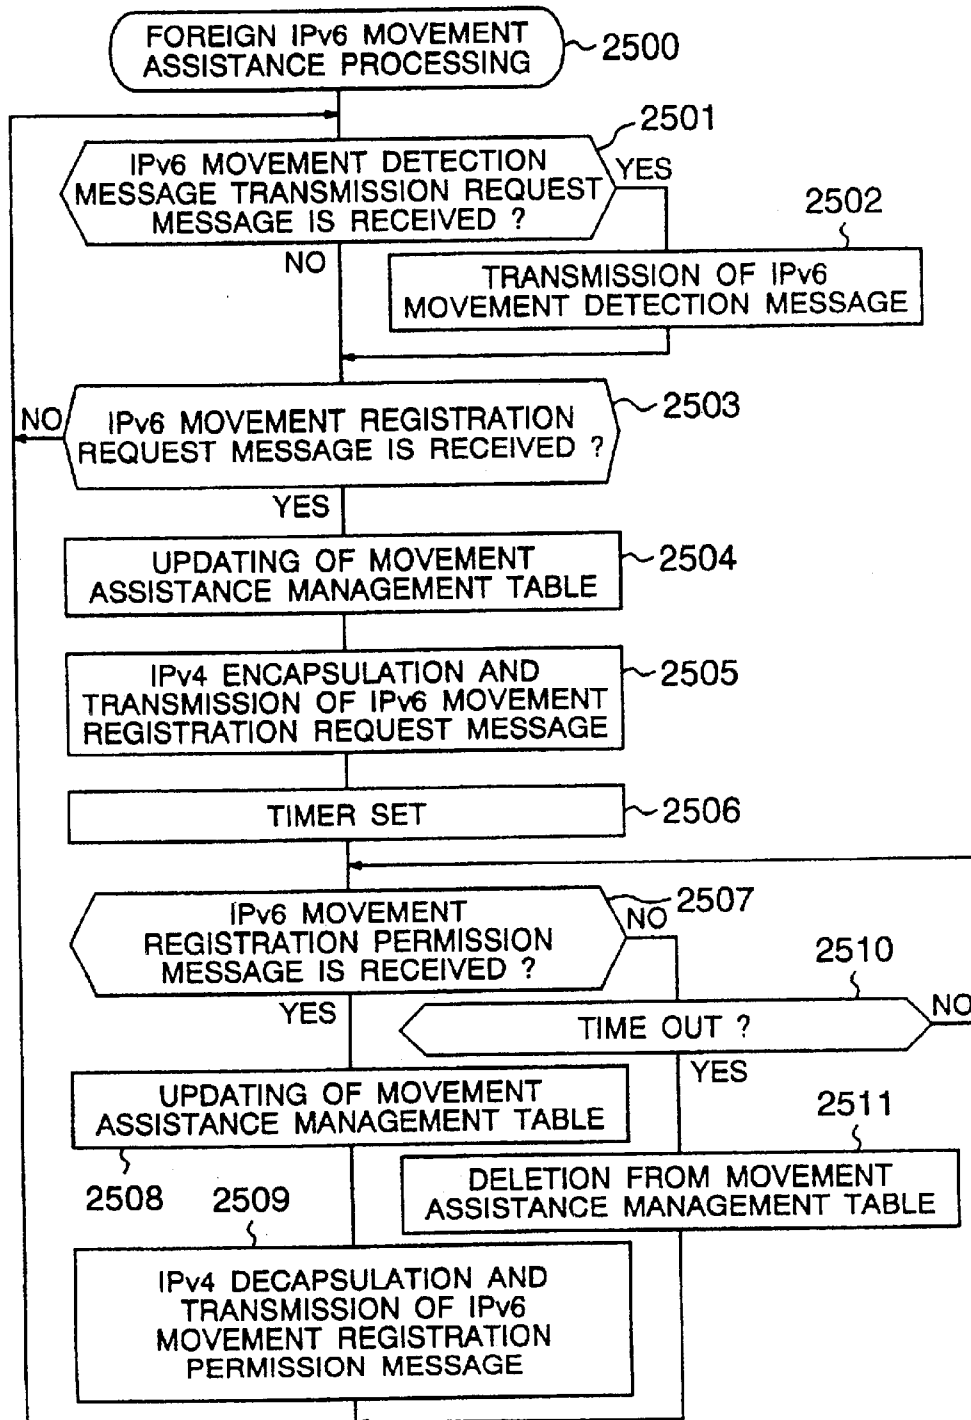 FOREIGN IPv6 MOVEMENT
ASSISTANCE PROCESSING
2500
2501
IPv6 MOVEMENT DETECTION
MESSAGE TRANSMISSION REQUEST
MESSAGE IS RECEIVED ?
YES
NO
2502
TRANSMISSION OF IPv6
MOVEMENT DETECTION MESSAGE
NO
IPv6 MOVEMENT REGISTRATION
REQUEST MESSAGE IS RECEIVED ?
2503
YES
UPDATING OF MOVEMENT
ASSISTANCE MANAGEMENT TABLE
2504
IPv4 ENCAPSULATION AND
TRANSMISSION OF IPv6 MOVEMENT
REGISTRATION REQUEST MESSAGE
2505
TIMER SET
2506
IPv6 MOVEMENT
REGISTRATION PERMISSION
MESSAGE IS RECEIVED ?
2507
NO
YES
2510
TIME OUT ?
NO
YES
UPDATING OF MOVEMENT
ASSISTANCE MANAGEMENT TABLE
2508
2511
DELETION FROM MOVEMENT
ASSISTANCE MANAGEMENT TABLE
2509
IPv4 DECAPSULATION AND
TRANSMISSION OF IPv6
MOVEMENT REGISTRATION
PERMISSION MESSAGE